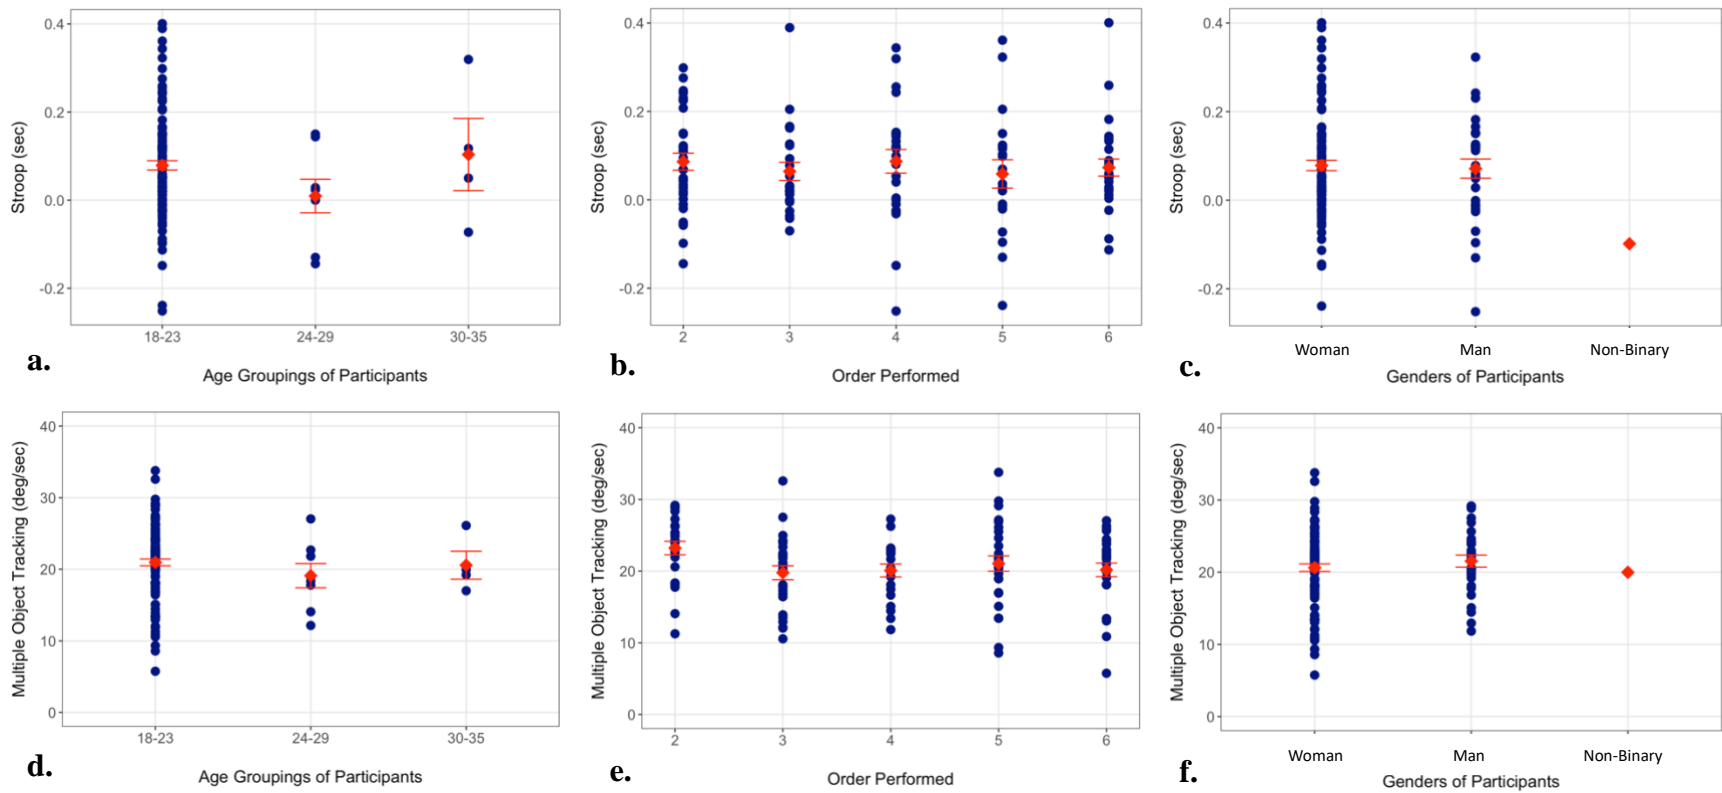 0.4
0.2
0.0
-0.2
Stroop (sec)
18-23
24-29
30-35
a.
Age Groupings of Participants
0.4
0.2
0.0
-0.2
Stroop (sec)
2
3
4
5
6
b.
Order Performed
0.4
0.2
0.0
-0.2
Stroop (sec)
Woman
Man
Non-Binary
c.
Genders of Participants
40
30
20
10
0
Multiple Object Tracking (deg/sec)
18-23
24-29
30-35
d.
Age Groupings of Participants
40
30
20
10
0
Multiple Object Tracking (deg/sec)
2
3
4
5
6
e.
Order Performed
40
30
20
10
0
Multiple Object Tracking (deg/sec)
Woman
Man
Non-Binary
f.
Genders of Participants